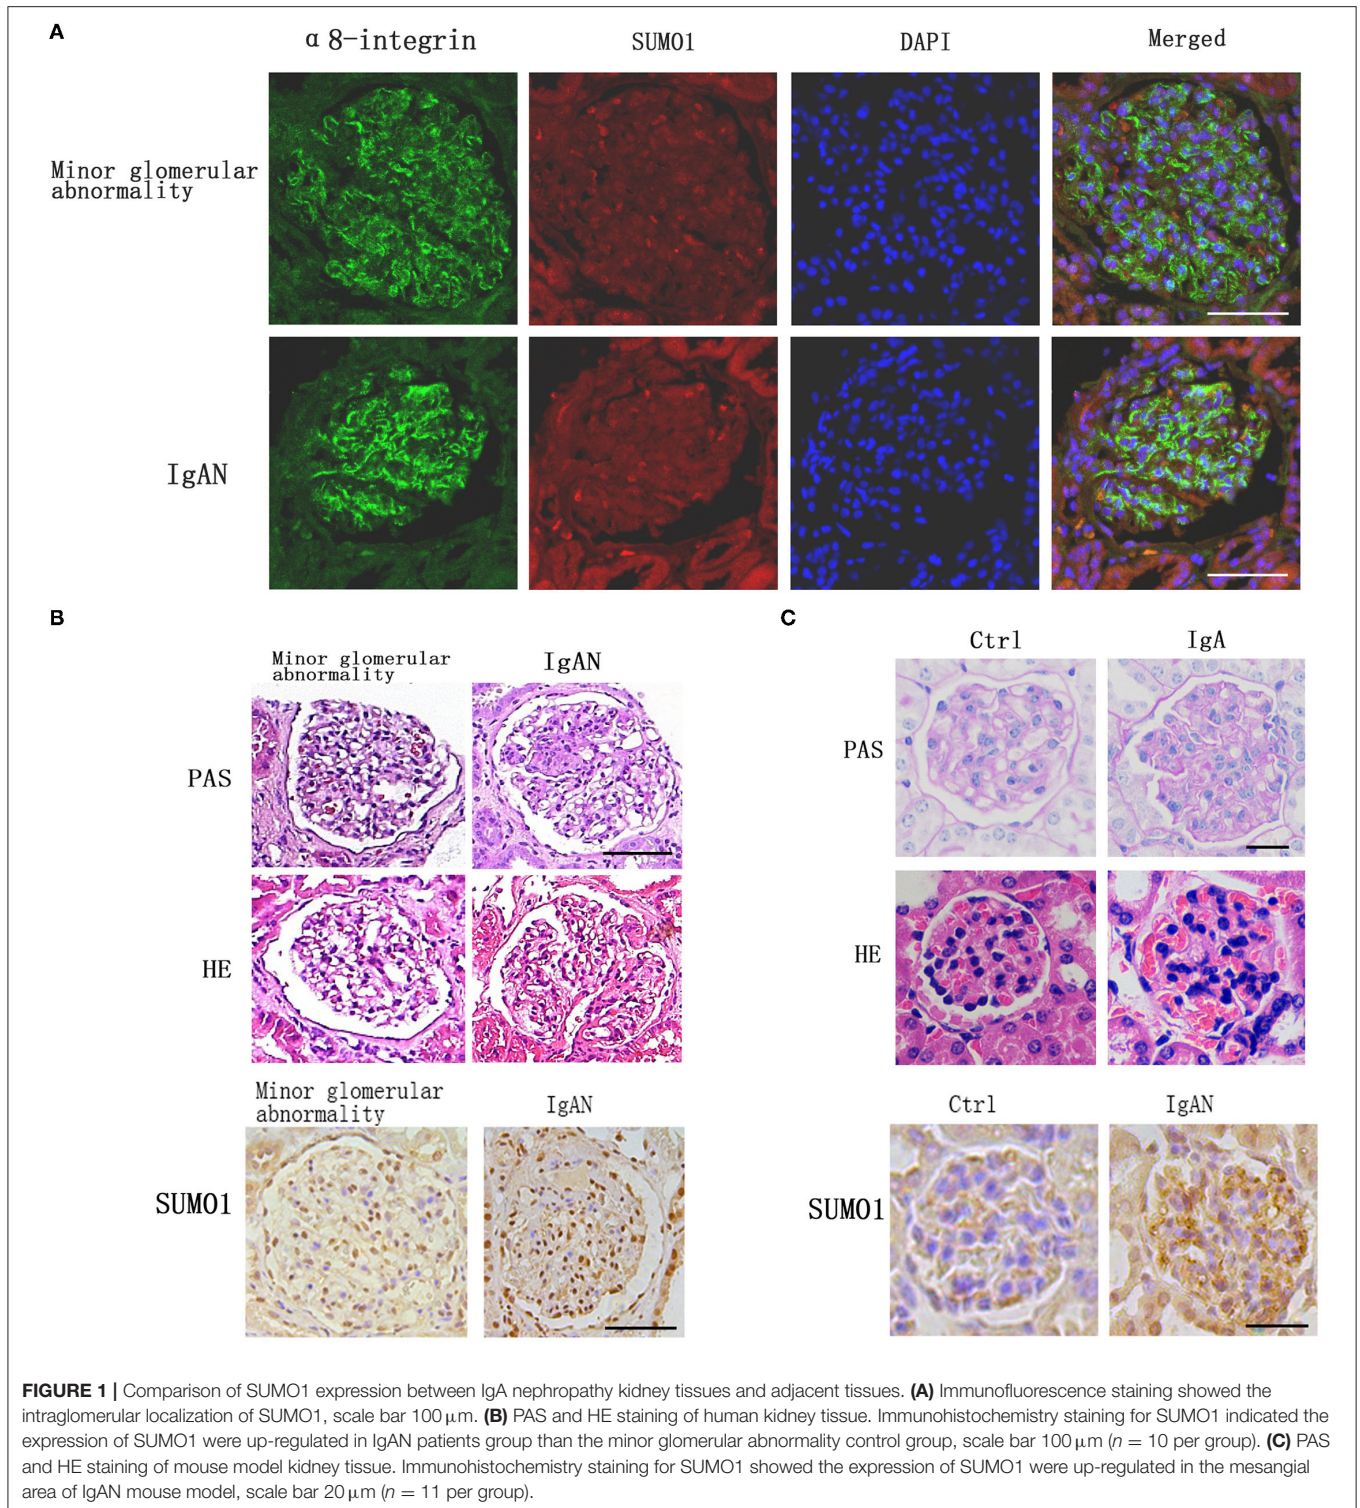 A
α8-integrin SUMO1 DAPI Merged
Minor glomerular
abnormality
IgAN
B
Minor glomerular
abnormality
IgAN
PAS
HE
Minor glomerular
abnormality
IgAN
SUMO1
C
Ctrl IgA
PAS
HE
Ctrl IgAN
SUMO1
FIGURE 1 | Comparison of SUMO1 expression between IgA nephropathy kidney tissues and adjacent tissues. (A) Immunofluorescence staining showed the
intraglomerular localization of SUMO1, scale bar 100 μm. (B) PAS and HE staining of human kidney tissue. Immunohistochemistry staining for SUMO1 indicated the
expression of SUMO1 were up-regulated in IgAN patients group than the minor glomerular abnormality control group, scale bar 100 μm (n = 10 per group). (C) PAS
and HE staining of mouse model kidney tissue. Immunohistochemistry staining for SUMO1 showed the expression of SUMO1 were up-regulated in the mesangial
area of IgAN mouse model, scale bar 20 μm (n = 11 per group).